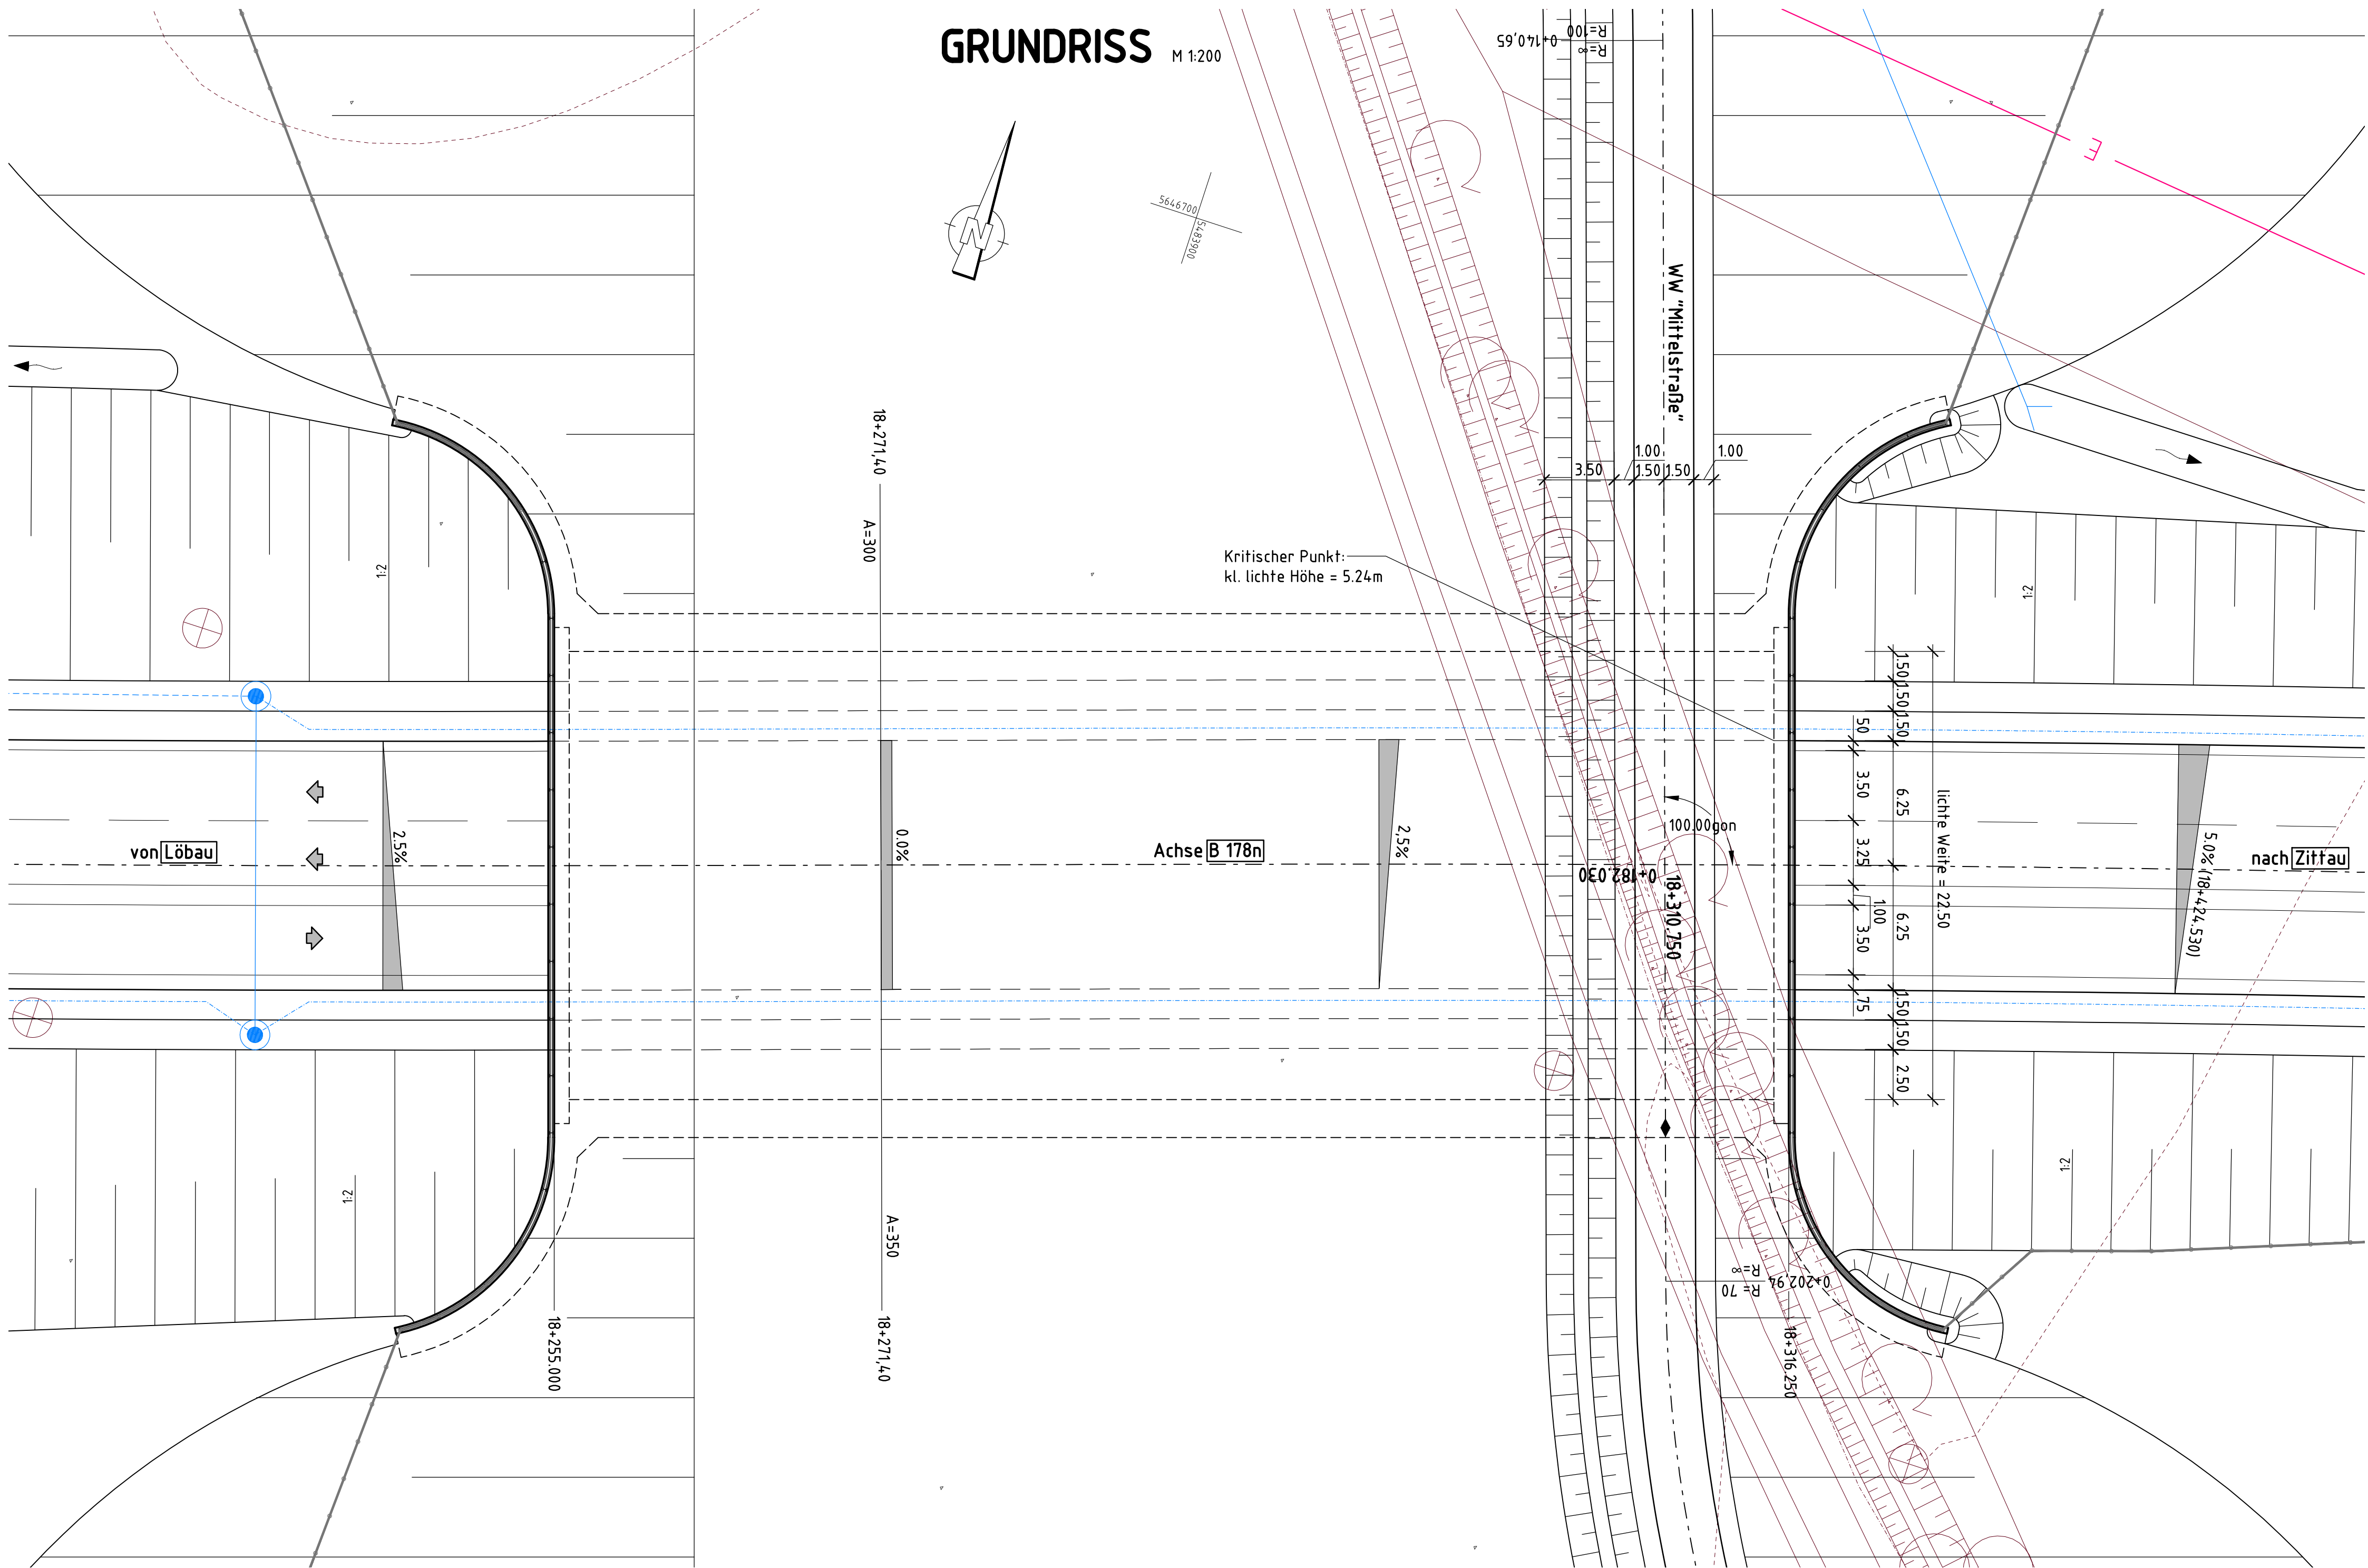 GRUNDRISS M 1:200
0+140,65
R=100
R=∞
5646700
5483900
E
WW "Mittelstraße"
18+271,40
A=300
3.50
1.00
1.50
1.50
1.00
Kritischer Punkt:
kl. lichte Höhe = 5.24m
1:2
1:2
1.50
1.50
1.50
50
3.50
6.25
3.25
1.00
6.25
3.50
75
1.50
1.50
2.50
lichte Weite = 22.50
von Löbau
2.5%
0.0%
Achse B 178n
2,5%
100.00gon
0+182.030
18+310.750
5.0% (18+424.530)
nach Zittau
1:2
1:2
A=350
18+255.000
18+271,40
R=∞
R= 70
0+202,94
18+316.250